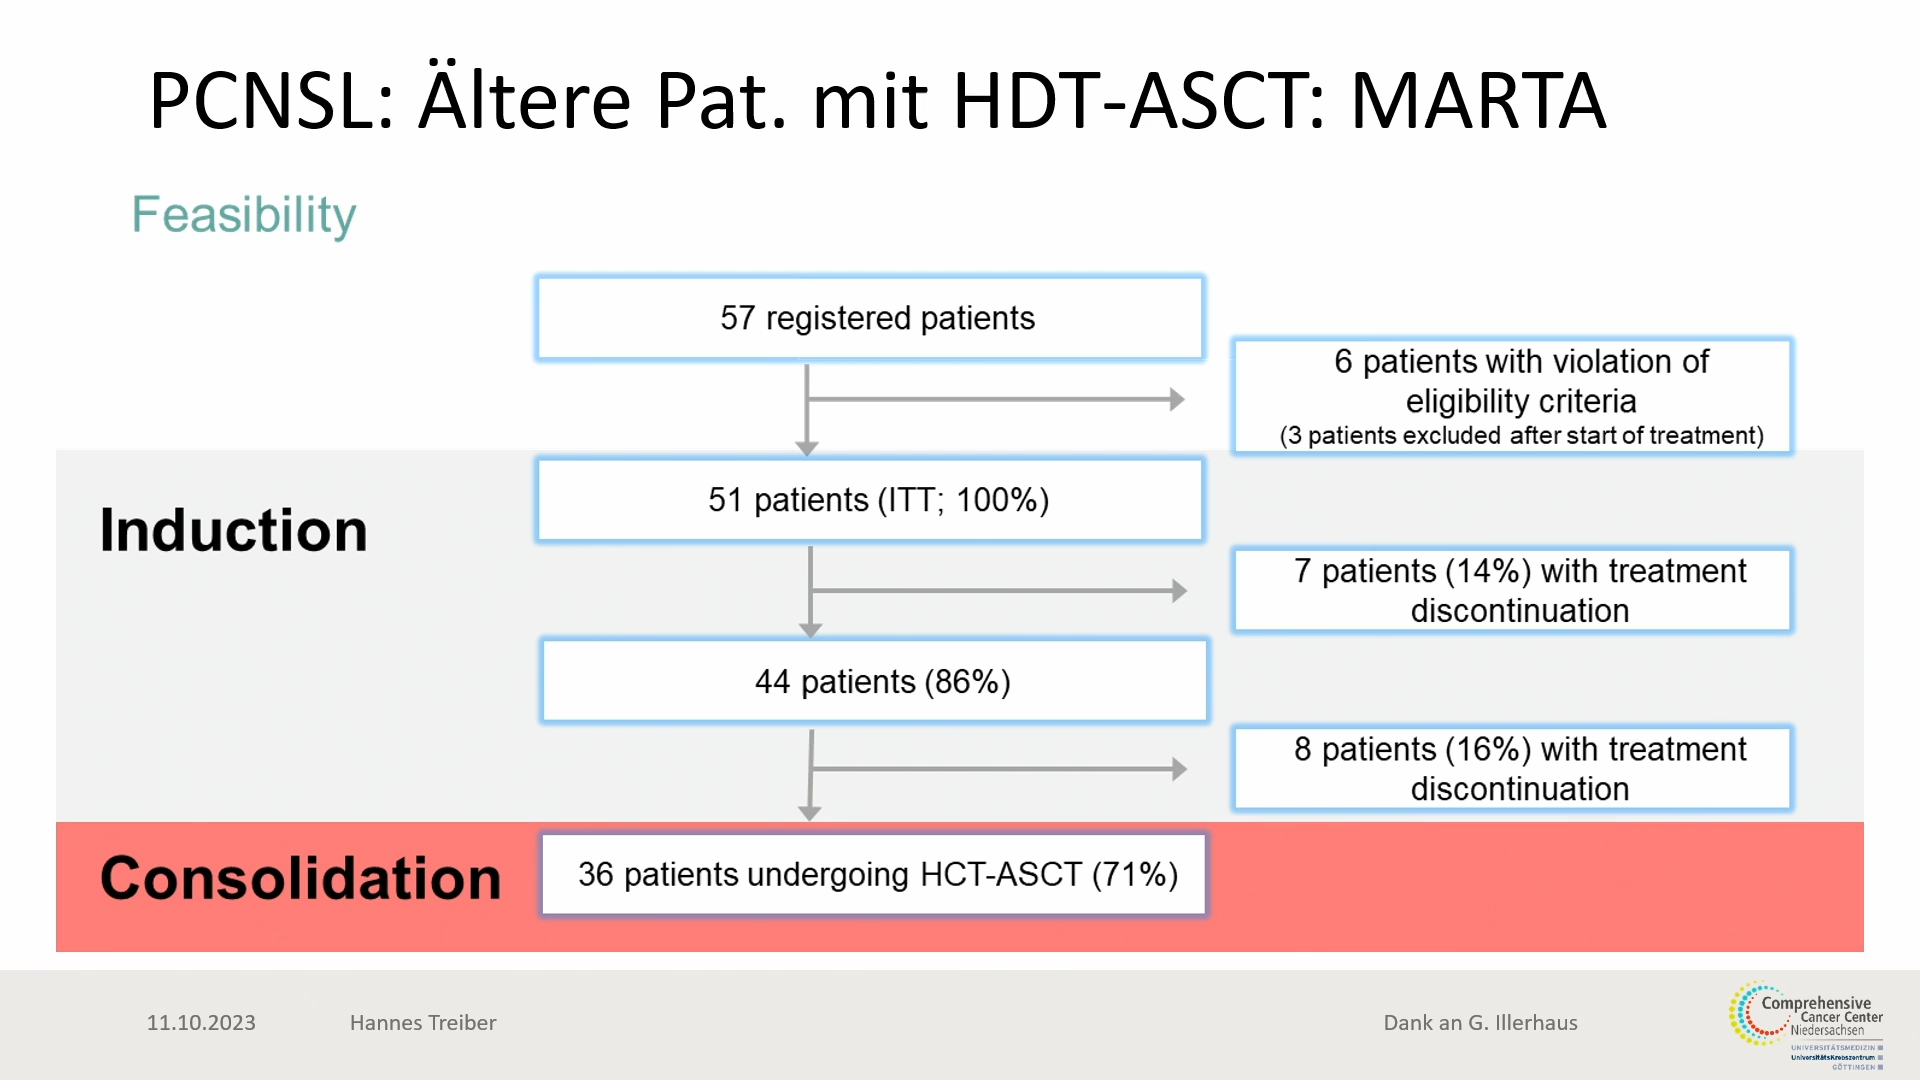 PCNSL: Ältere Pat. mit HDT-ASCT: MARTA
Feasibility
57 registered patients
6 patients with violation of
eligibility criteria
(3 patients excluded after start of treatment)
Induction
51 patients (ITT; 100%)
7 patients (14%) with treatment
discontinuation
44 patients (86%)
8 patients (16%) with treatment
discontinuation
Consolidation
36 patients undergoing HCT-ASCT (71%)
11.10.2023
Hannes Treiber
Dank an G. Illerhaus
Comprehensive
Cancer Center
Niedersachsen
UNIVERSITÄTSMEDIZIN
UniversitätsKrebszentrum
GÖTTINGEN